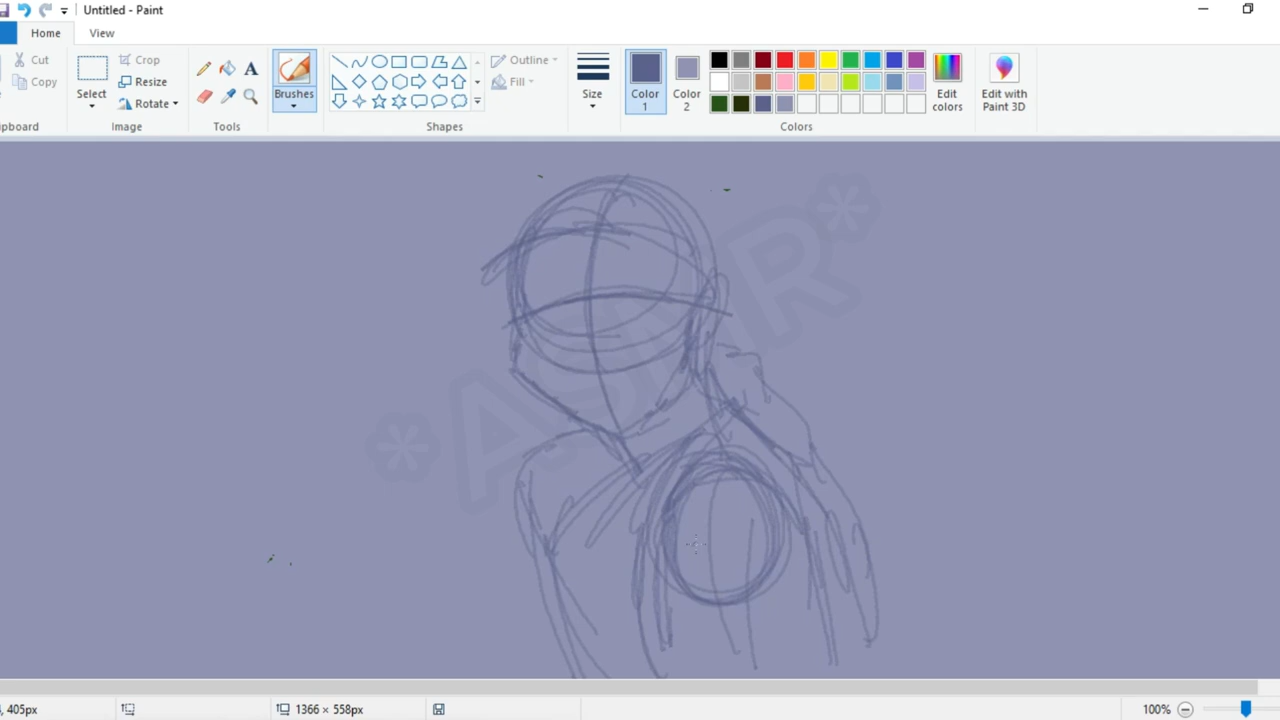 Untitled - Paint
Home View
Cut
Copy
pboard
Select
Crop
Resize
Rotate
Image
Tools
Brushes
Shapes
Outline
Fill
Size
Color 1
Color 2
Colors
Edit colors
Edit with Paint 3D
*ASMR*
, 405px
1366 × 558px
100%